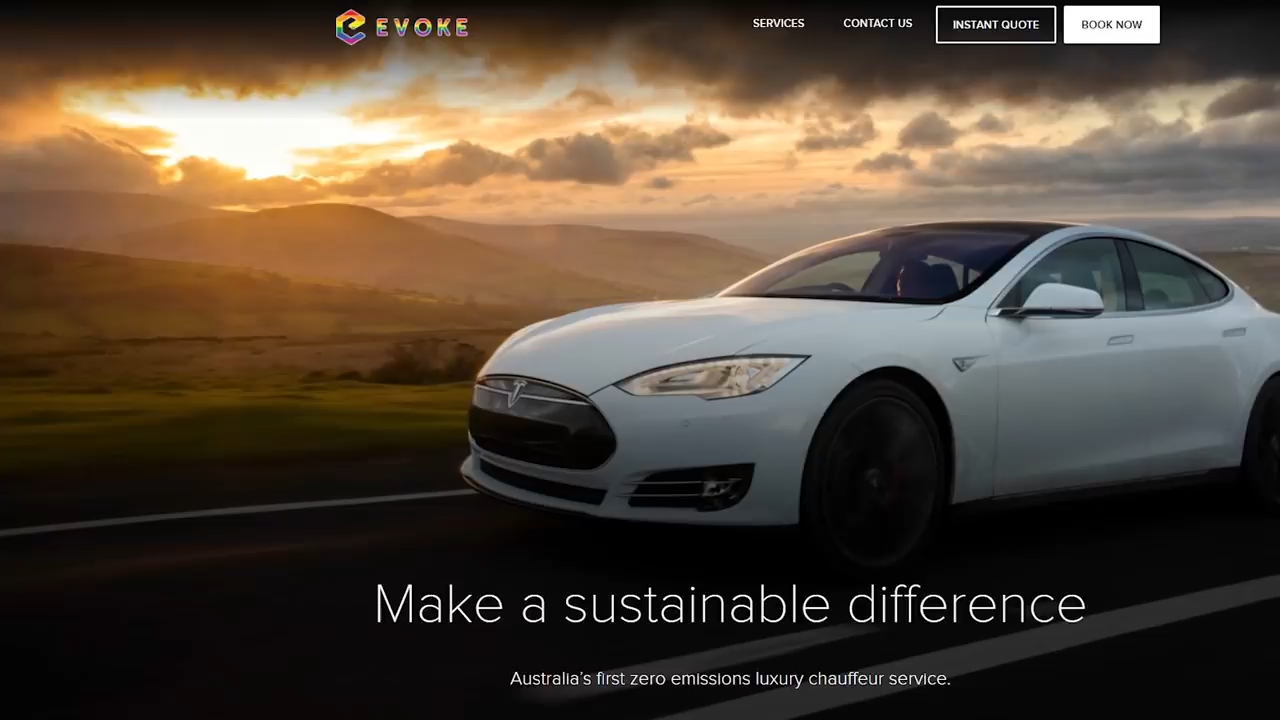 EVOKE
SERVICES
CONTACT US
INSTANT QUOTE
BOOK NOW
Make a sustainable difference
Australia's first zero emissions luxury chauffeur service.